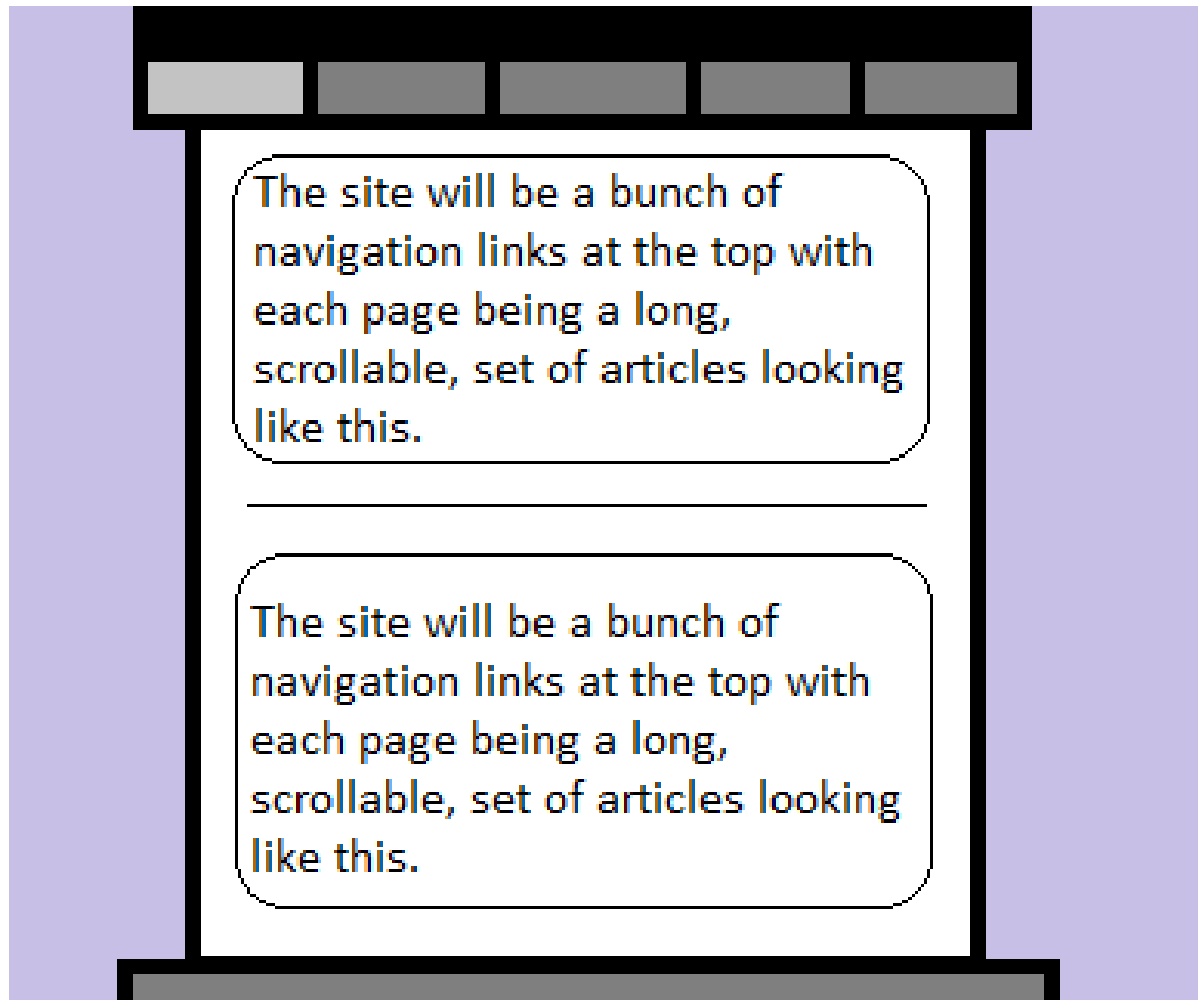 The site will be a bunch of
navigation links at the top with
each page being a long,
scrollable, set of articles looking
like this.
The site will be a bunch of
navigation links at the top with
each page being a long,
scrollable, set of articles looking
like this.